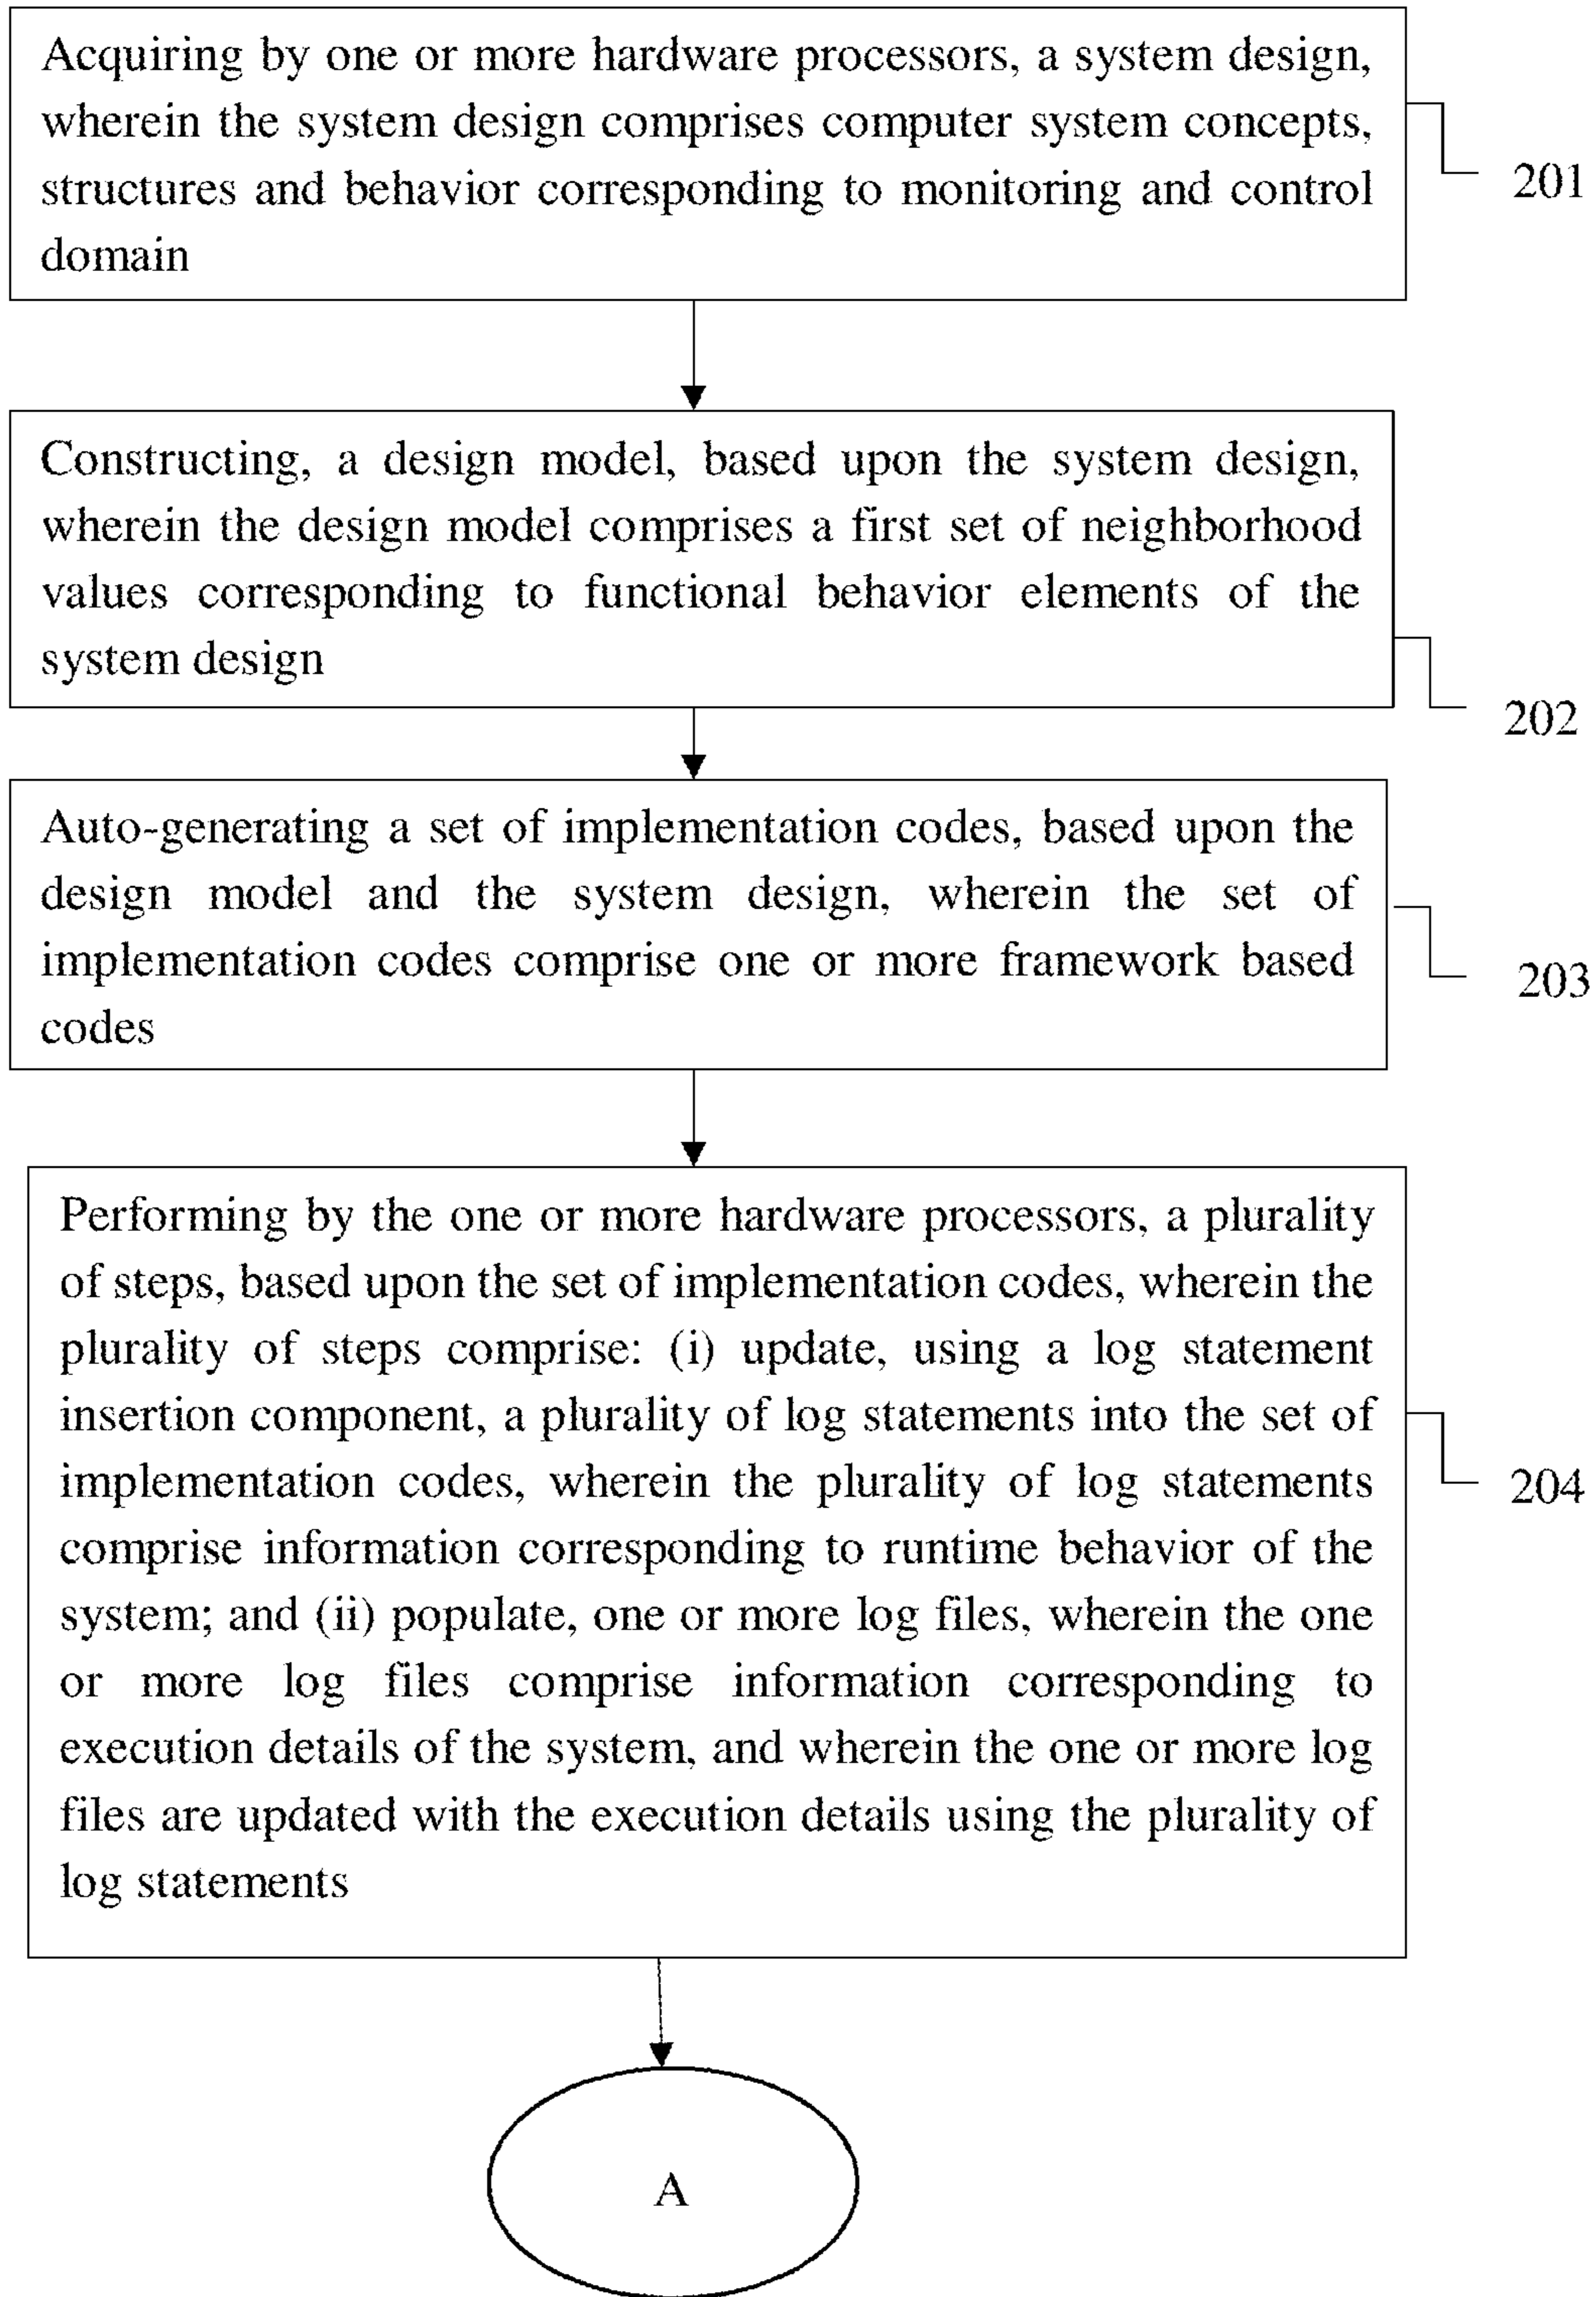 Acquiring by one or more hardware processors, a system design,
wherein the system design comprises computer system concepts,
structures and behavior corresponding to monitoring and control
domain
201
Constructing, a design model, based upon the system design,
wherein the design model comprises a first set of neighborhood
values corresponding to functional behavior elements of the
system design
202
Auto-generating a set of implementation codes, based upon the
design model and the system design, wherein the set of
implementation codes comprise one or more framework based
codes
203
Performing by the one or more hardware processors, a plurality
of steps, based upon the set of implementation codes, wherein the
plurality of steps comprise: (i) update, using a log statement
insertion component, a plurality of log statements into the set of
implementation codes, wherein the plurality of log statements
comprise information corresponding to runtime behavior of the
system; and (ii) populate, one or more log files, wherein the one
or more log files comprise information corresponding to
execution details of the system, and wherein the one or more log
files are updated with the execution details using the plurality of
log statements
204
A